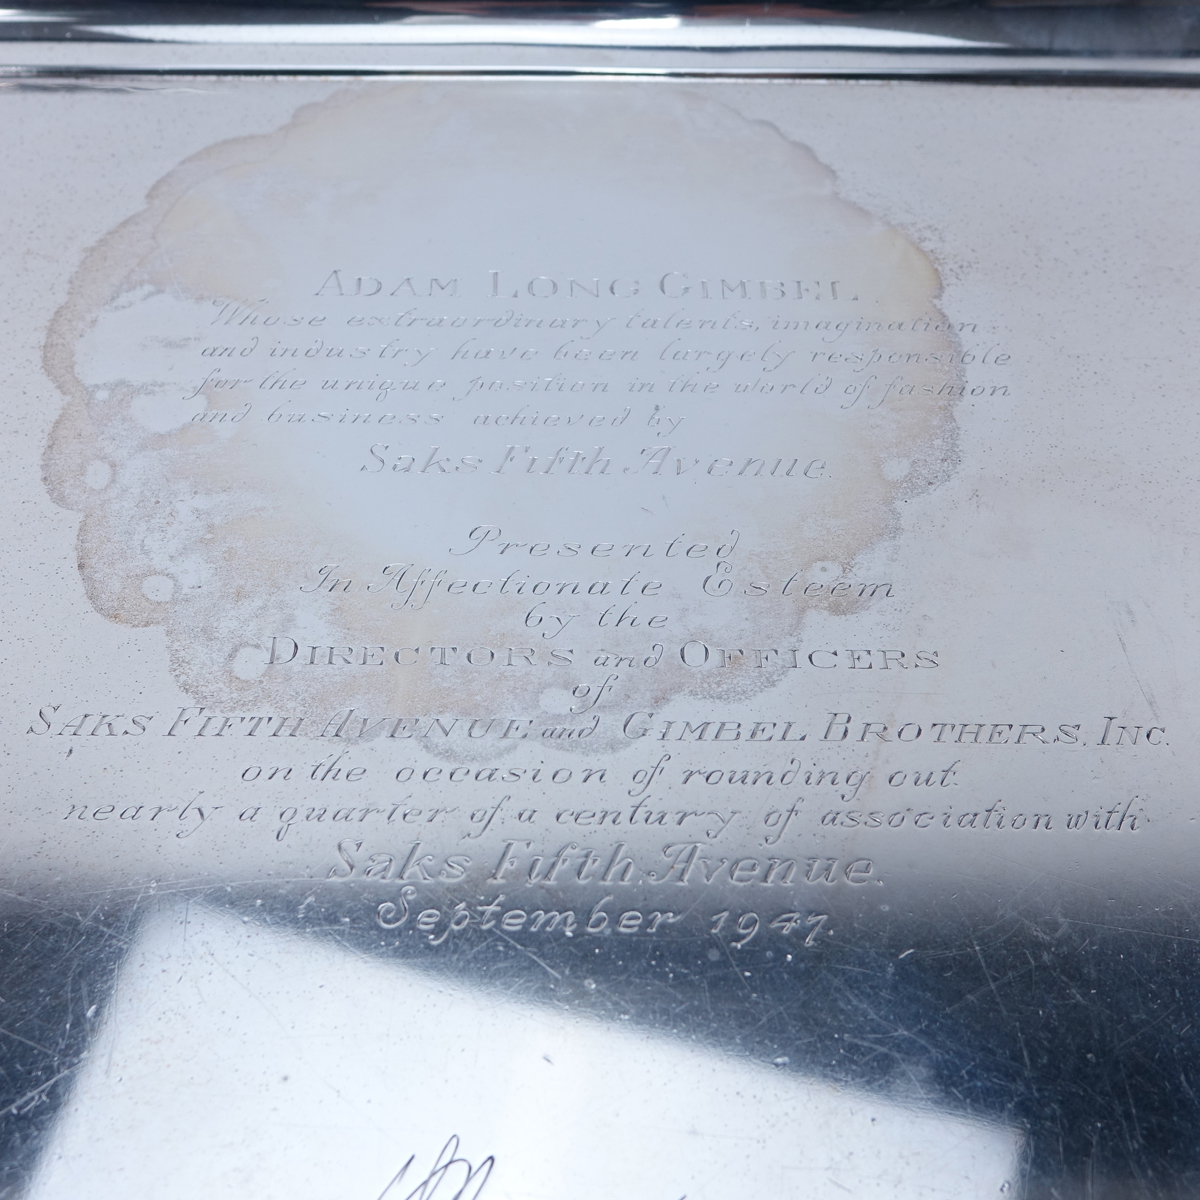 ADAM LONG GIMBEL
Whose extraordinary talents, imagination
and industry have been largely responsible
for the unique position in the world of fashion
and business achieved by
Saks Fifth Avenue.
Presented
In Affectionate Esteem
by the
DIRECTORS and OFFICERS
of
SAKS FIFTH AVENUE and GIMBEL BROTHERS, INC.
on the occasion of rounding out
nearly a quarter of a century of association with
Saks Fifth Avenue.
September 1947.